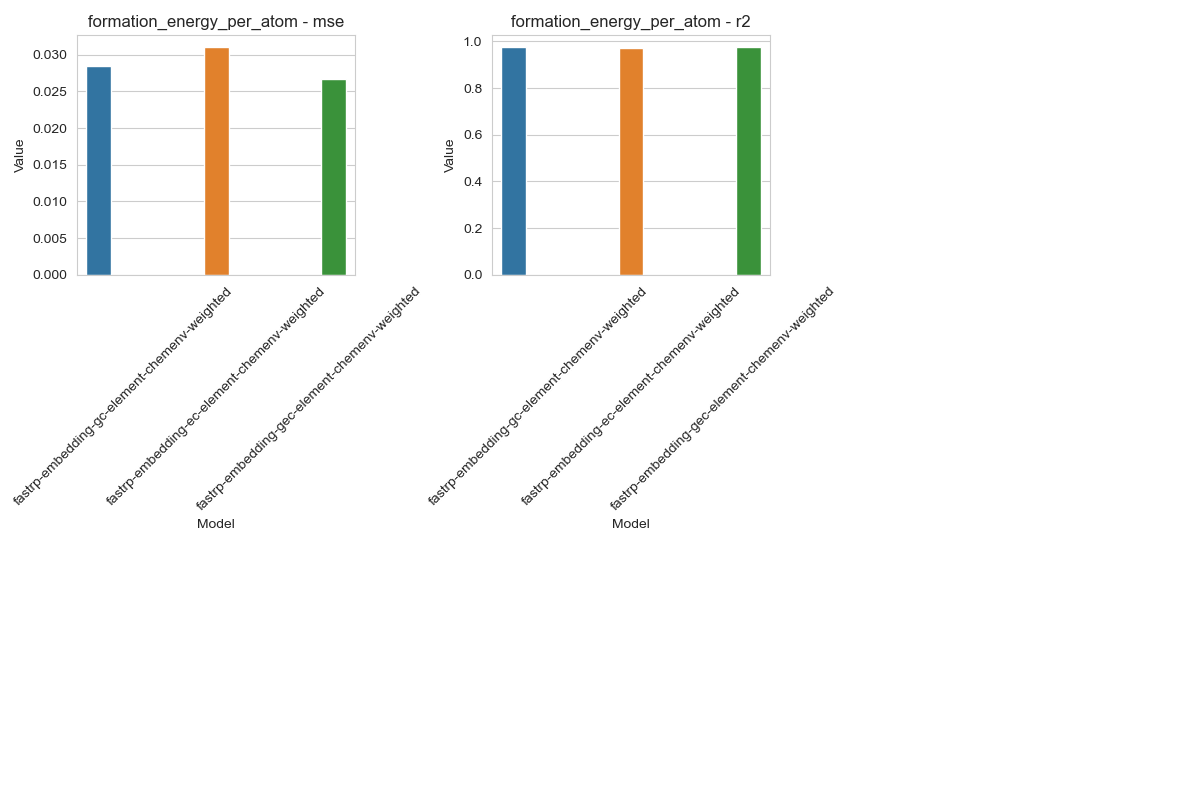 formation_energy_per_atom - mse
Value
0.030
0.025
0.020
0.015
0.010
0.005
0.000
fastrp-embedding-gc-element-chemenv-weighted
fastrp-embedding-ec-element-chemenv-weighted
fastrp-embedding-gec-element-chemenv-weighted
Model
formation_energy_per_atom - r2
Value
1.0
0.8
0.6
0.4
0.2
0.0
fastrp-embedding-gc-element-chemenv-weighted
fastrp-embedding-ec-element-chemenv-weighted
fastrp-embedding-gec-element-chemenv-weighted
Model